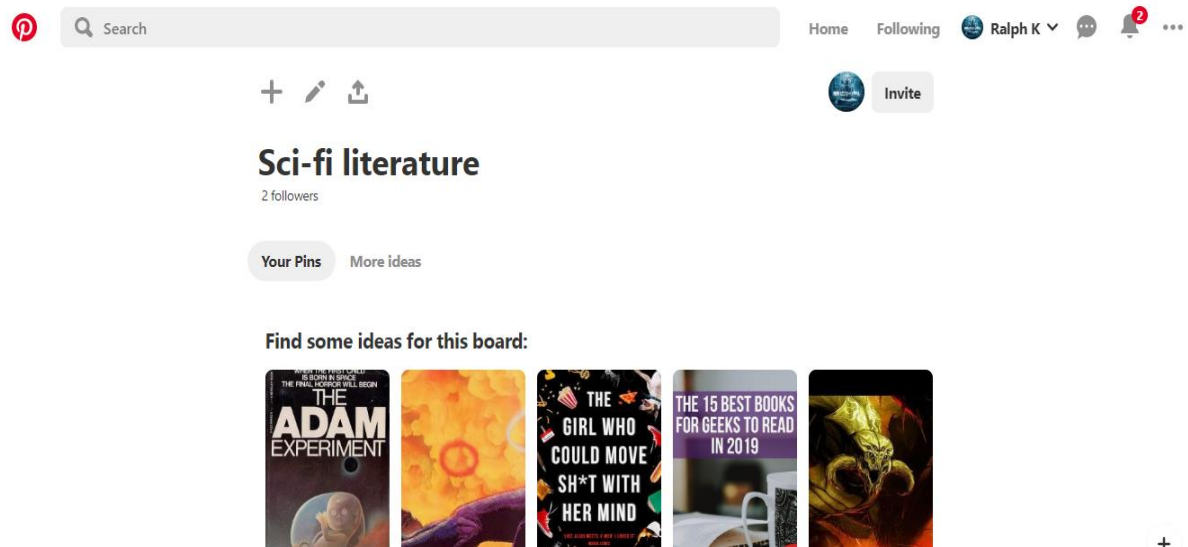 Search
Home
Following
Ralph K
2
Invite
Sci-fi literature
2 followers
Your Pins
More ideas
Find some ideas for this board:
WHEN THE FIRST CHILD
IS BORN IN SPACE
THE FINAL HORROR WILL BEGIN
THE
ADAM
EXPERIMENT
THE
GIRL WHO
COULD MOVE
SH*T WITH
HER MIND
THE 15 BEST BOOKS
FOR GEEKS TO READ
IN 2019